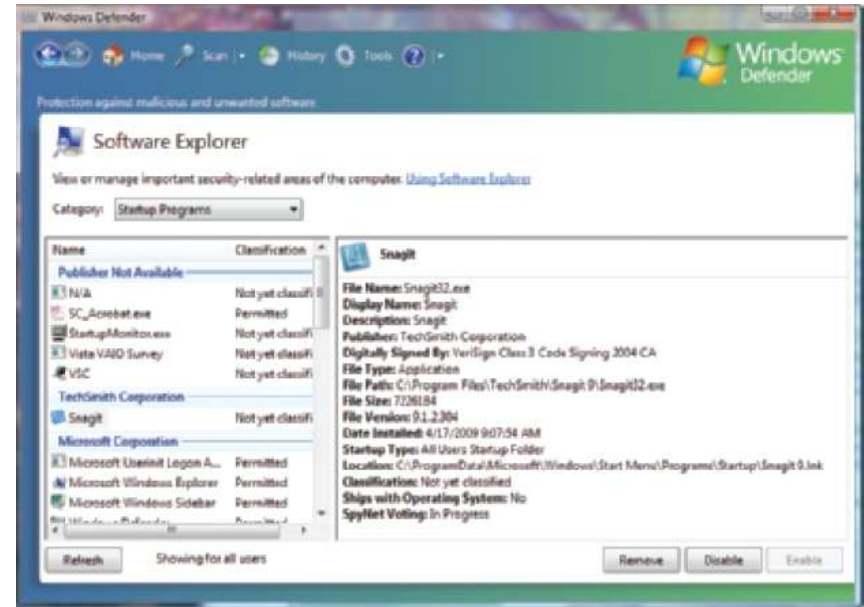 Windows Defender
Home Scan History Tools
Windows
Defender
Protection against malicious and unwanted software
Software Explorer
View or manage important security-related areas of the computer. Using Software Explorer
Category: Startup Programs
Name Classification
Publisher Not Available
N/A Not yet classifi
SC_Acrobat.exe Permitted
StartupMonitor.exe Not yet classifi
Vista VAIO Survey Not yet classifi
VSC Not yet classifi
TechSmith Corporation
Snagit Not yet classifi
Microsoft Corporation
Microsoft Userinit Logon A... Permitted
Microsoft Windows Explorer Permitted
Microsoft Windows Sidebar Permitted
Windows Defender Permitted
Snagit
File Name: Snagit32.exe
Display Name: Snagit
Description: Snagit
Publisher: TechSmith Corporation
Digitally Signed By: VeriSign Class 3 Code Signing 2004 CA
File Type: Application
File Path: C:\Program Files\TechSmith\Snagit 9\Snagit32.exe
File Size: 7226184
File Version: 9.1.2.304
Date Installed: 4/17/2009 9:07:54 AM
Startup Type: All Users Startup Folder
Location: C:\ProgramData\Microsoft\Windows\Start Menu\Programs\Startup\Snagit 9.lnk
Classification: Not yet classified
Ships with Operating System: No
SpyNet Voting: In Progress
Refresh Showing for all users Remove Disable Enable